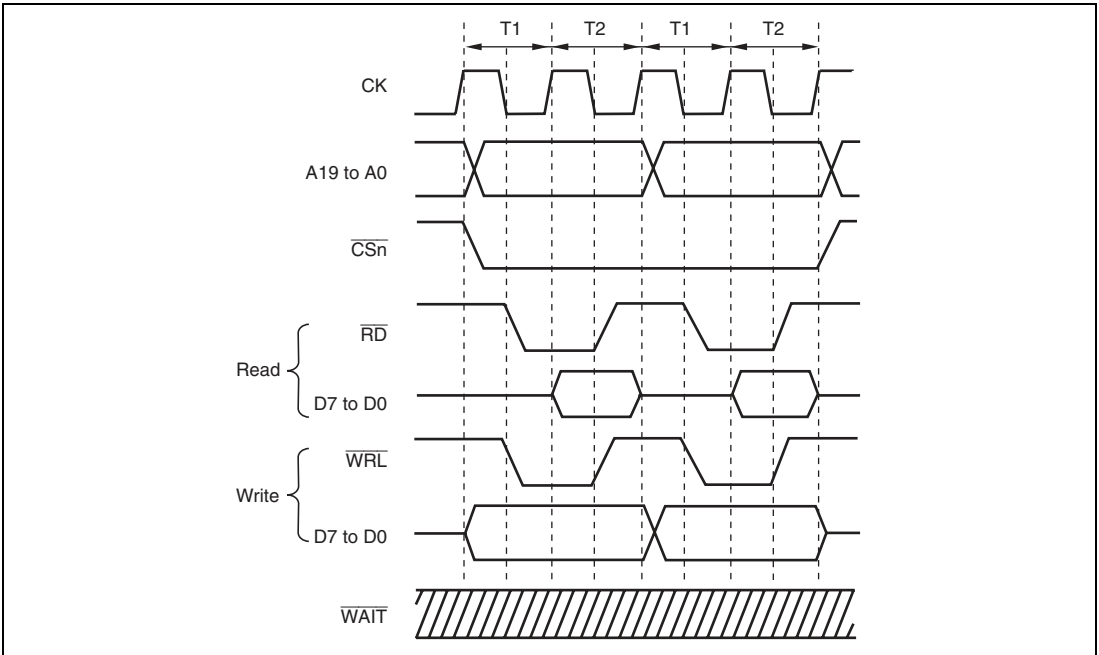 T1 T2 T1 T2
CK
A19 to A0
CSn
RD
Read
D7 to D0
WRL
Write
D7 to D0
WAIT